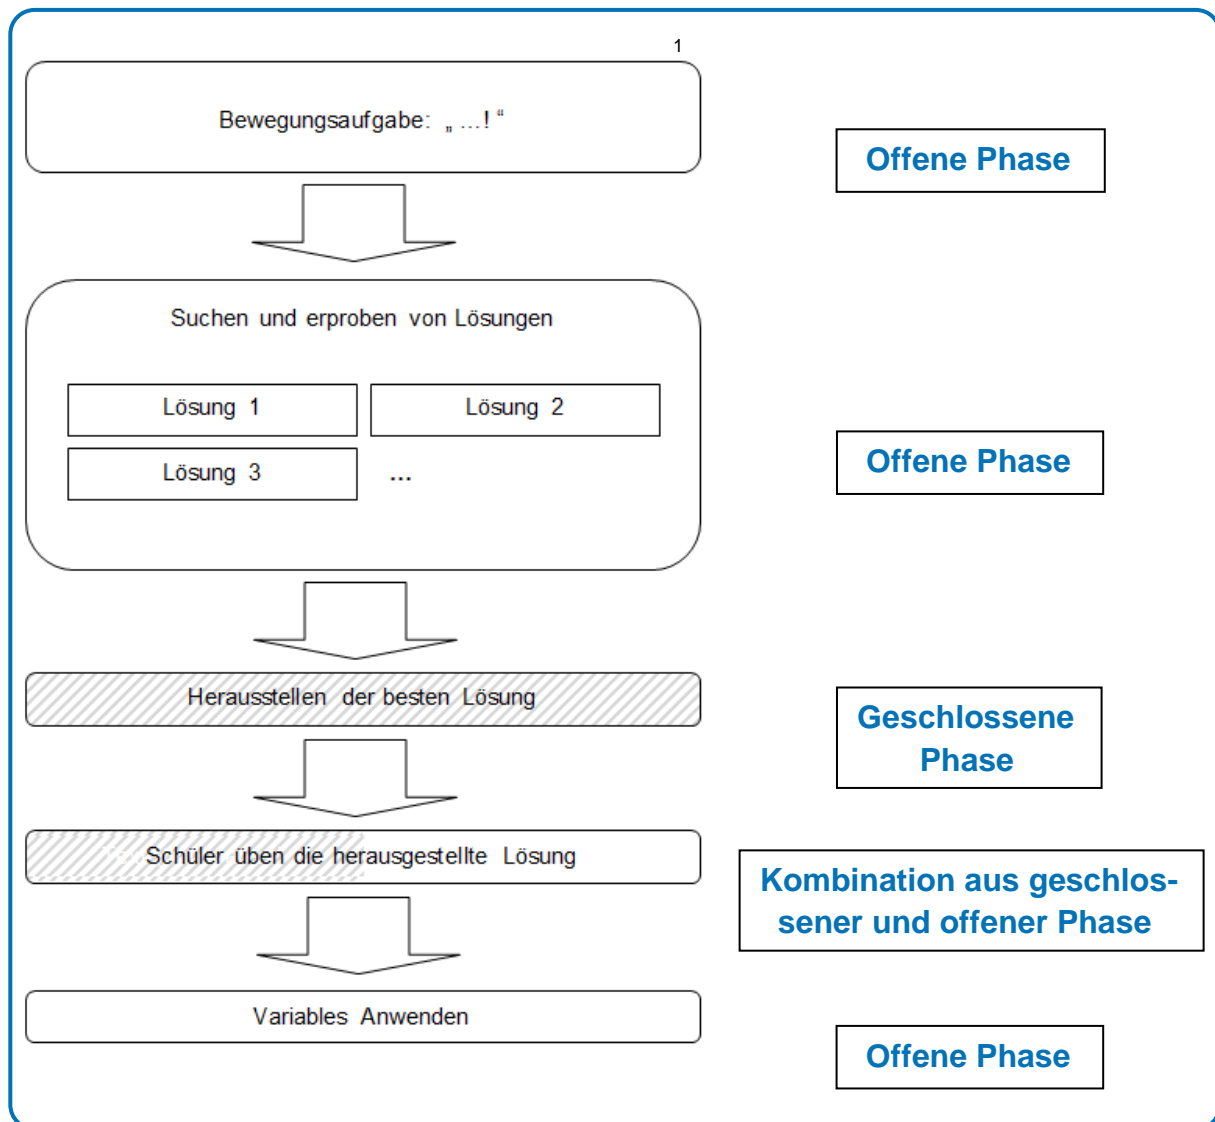 1
Bewegungsaufgabe: „ ...! “
Offene Phase
Suchen und erproben von Lösungen
Lösung 1
Lösung 2
Lösung 3
...
Offene Phase
Herausstellen der besten Lösung
Geschlossene
Phase
Schüler üben die herausgestellte Lösung
Kombination aus geschlos-
sener und offener Phase
Variables Anwenden
Offene Phase